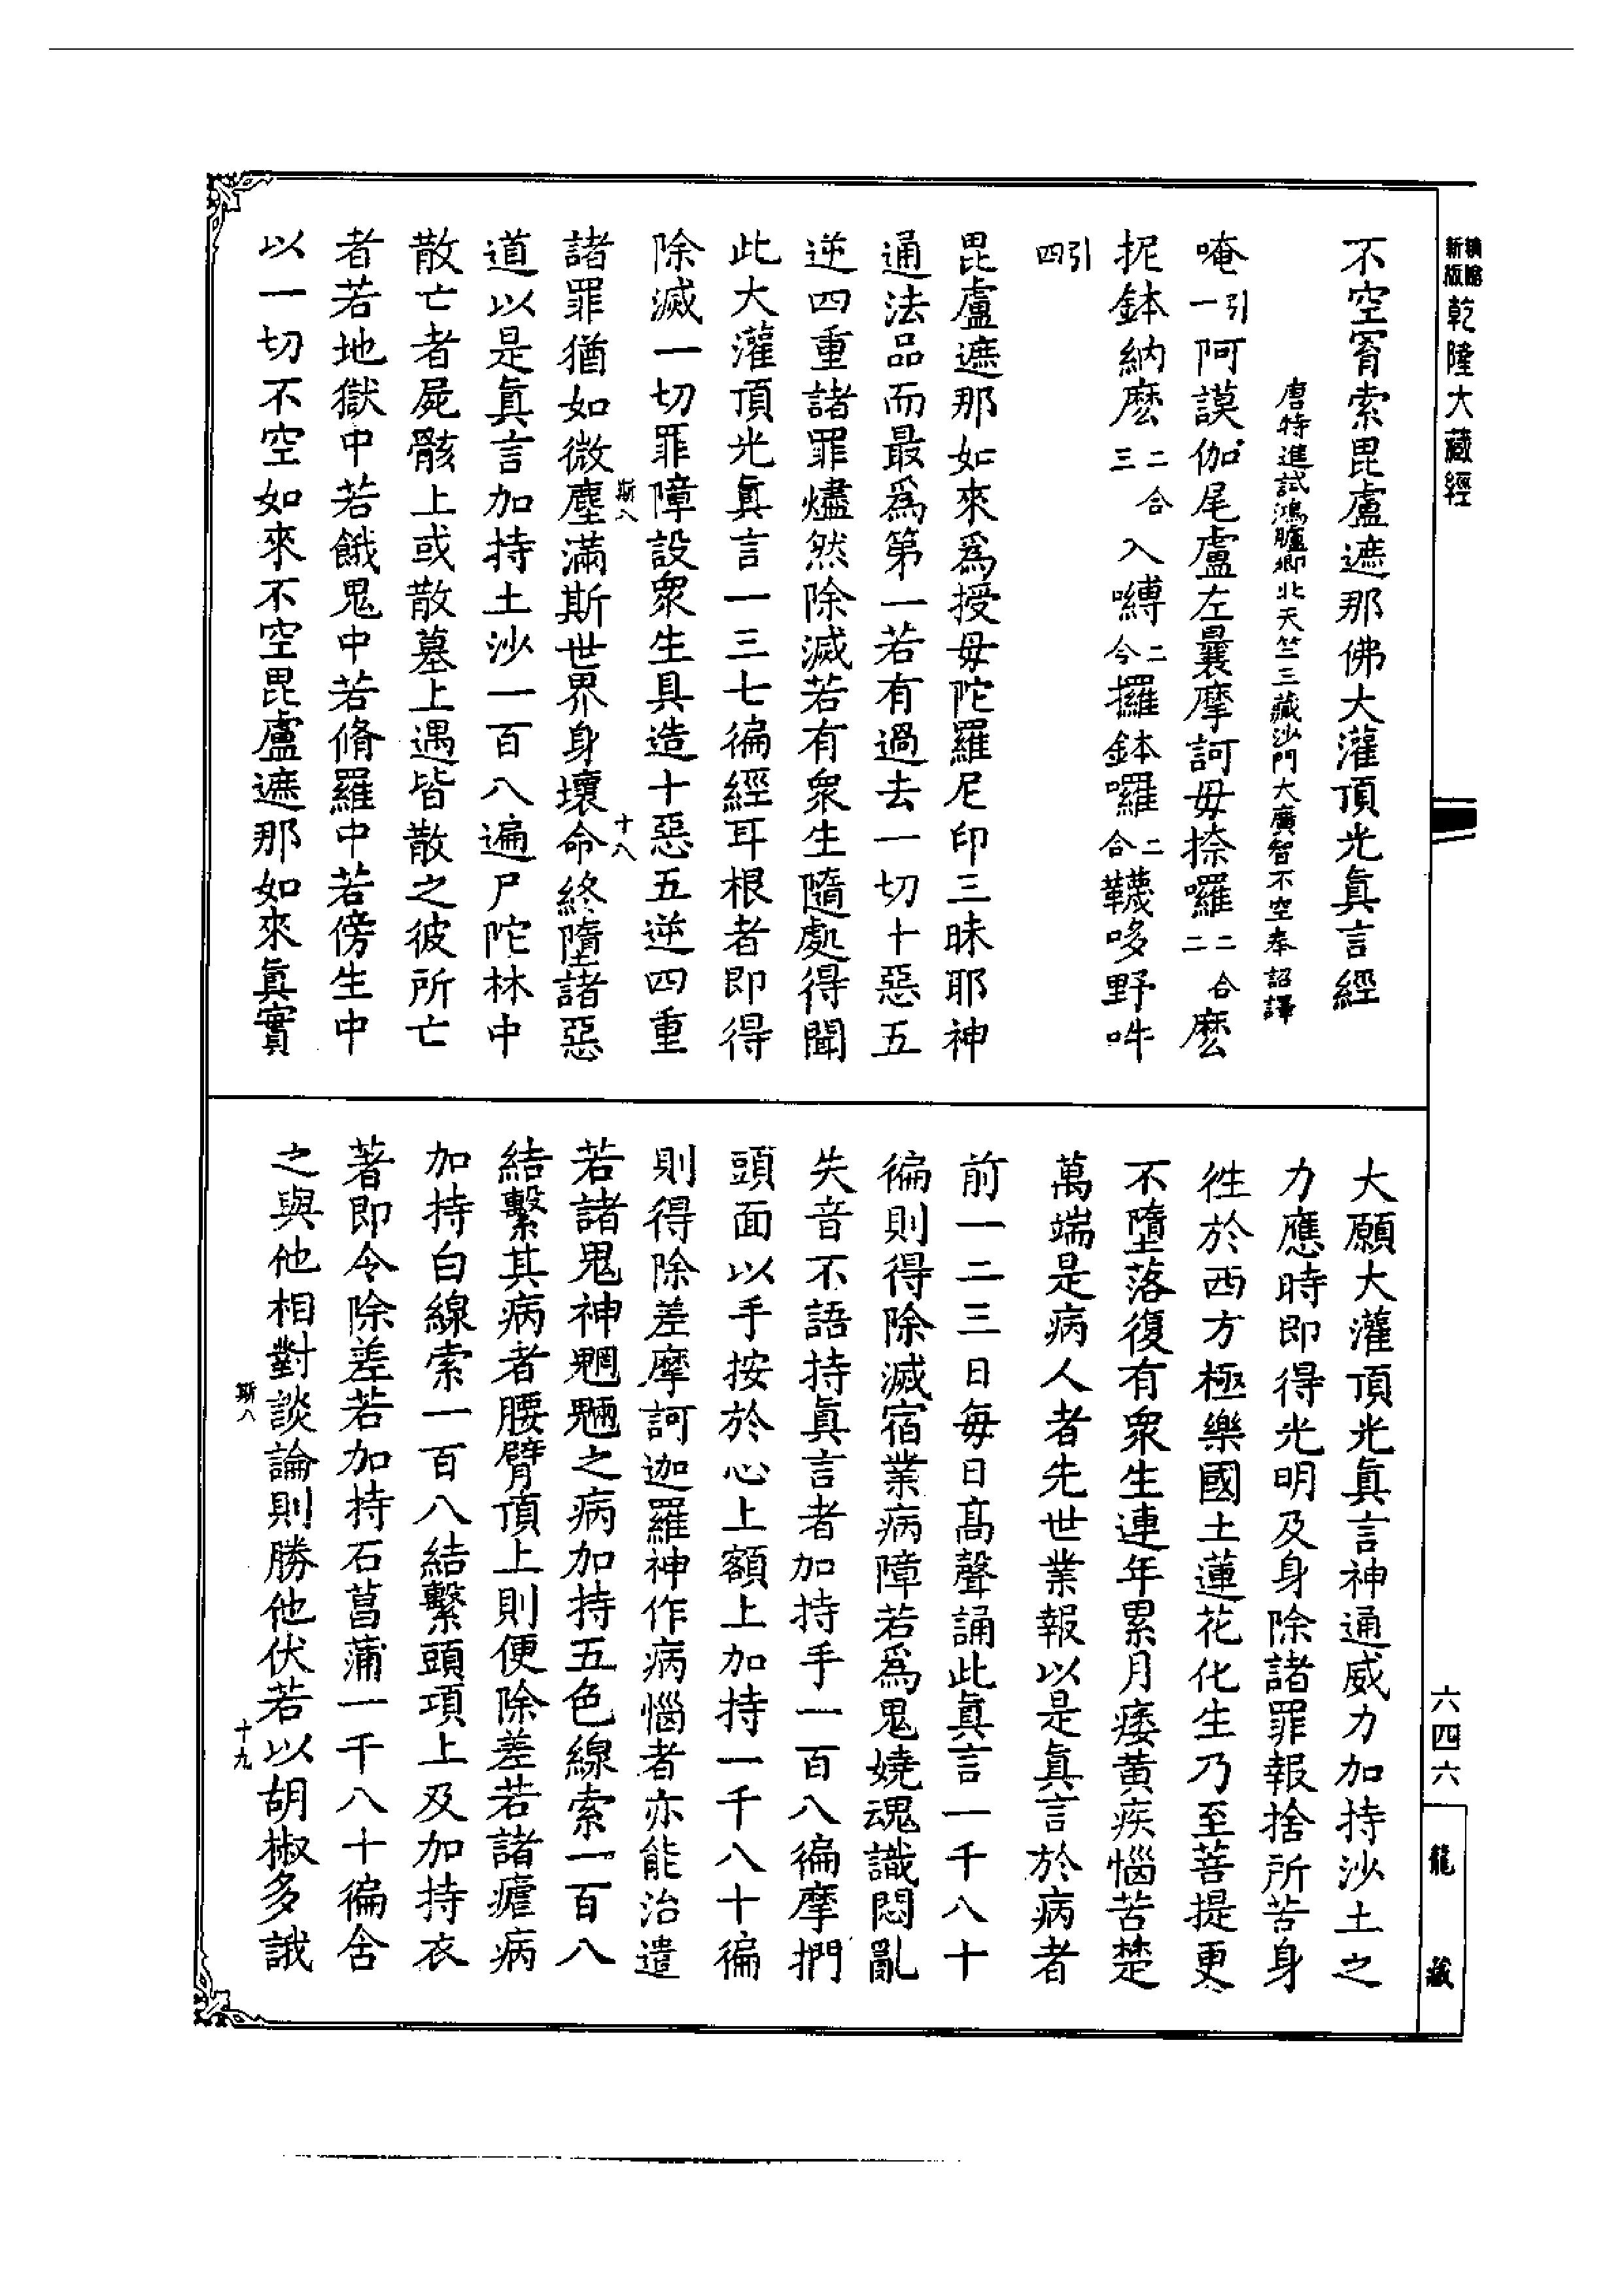 新版
乾隆大藏經
不空罥索毘盧遮那佛大灌頂光眞言經
唐特進試鴻臚卿北天竺三藏沙門大廣智不空奉 詔譯
唵引一阿謨伽尾盧左曩摩訶毋捺囉二合二麽
抳鉢納麽二合三入嚩二合攞鉢囉二合韈哆野吽
引四
毘盧遮那如來爲授毋陀羅尼印三昧耶神
通法品而最爲第一若有過去一切十惡五
逆四重諸罪燼然除滅若有衆生隨處得聞
此大灌頂光眞言一三七徧經耳根者即得
除滅一切罪障設衆生具造十惡五逆四重
斯八
十八
諸罪猶如微塵滿斯世界身壞命終墮諸惡
道以是眞言加持土沙一百八遍尸陀林中
散亡者屍骸上或散墓上遇皆散之彼所亡
者若地獄中若餓鬼中若脩羅中若傍生中
以一切不空如來不空毘盧遮那如來眞實
大願大灌頂光眞言神通威力加持沙土之
力應時即得光明及身除諸罪報捨所苦身
徃於西方極樂國土蓮花化生乃至菩提更
不墮落復有衆生連年累月痿黃疾惱苦楚
萬端是病人者先世業報以是眞言於病者
前一二三日每日高聲誦此眞言一千八十
徧則得除滅宿業病障若爲鬼嬈魂識悶亂
失音不語持眞言者加持手一百八徧摩捫
頭面以手按於心上額上加持一千八十徧
則得除差摩訶迦羅神作病惱者亦能治遣
若諸鬼神魍魎之病加持五色線索一百八
結繫其病者腰臂頂上則便除差若諸瘧病
加持白線索一百八結繫頭項上及加持衣
著即令除差若加持石菖蒲一千八十徧含
之與他相對談論則勝他伏若以胡椒多誐
斯八
十九
六四六
龍藏